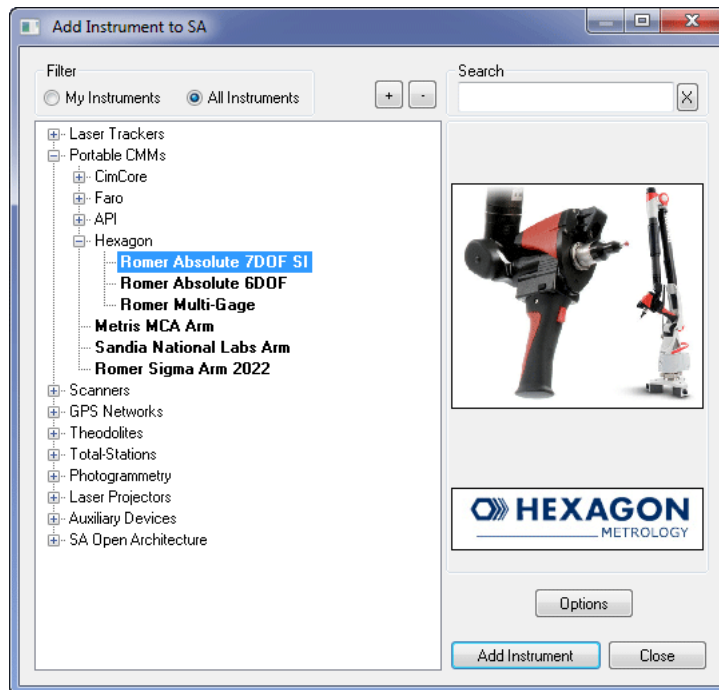 Add Instrument to SA
Filter
My Instruments
All Instruments
+
-
Search
X
Laser Trackers
Portable CMMs
CimCore
Faro
API
Hexagon
Romer Absolute 7DOF SI
Romer Absolute 6DOF
Romer Multi-Gage
Metris MCA Arm
Sandia National Labs Arm
Romer Sigma Arm 2022
Scanners
GPS Networks
Theodolites
Total-Stations
Photogrammetry
Laser Projectors
Auxiliary Devices
SA Open Architecture
HEXAGON
METROLOGY
Options
Add Instrument
Close